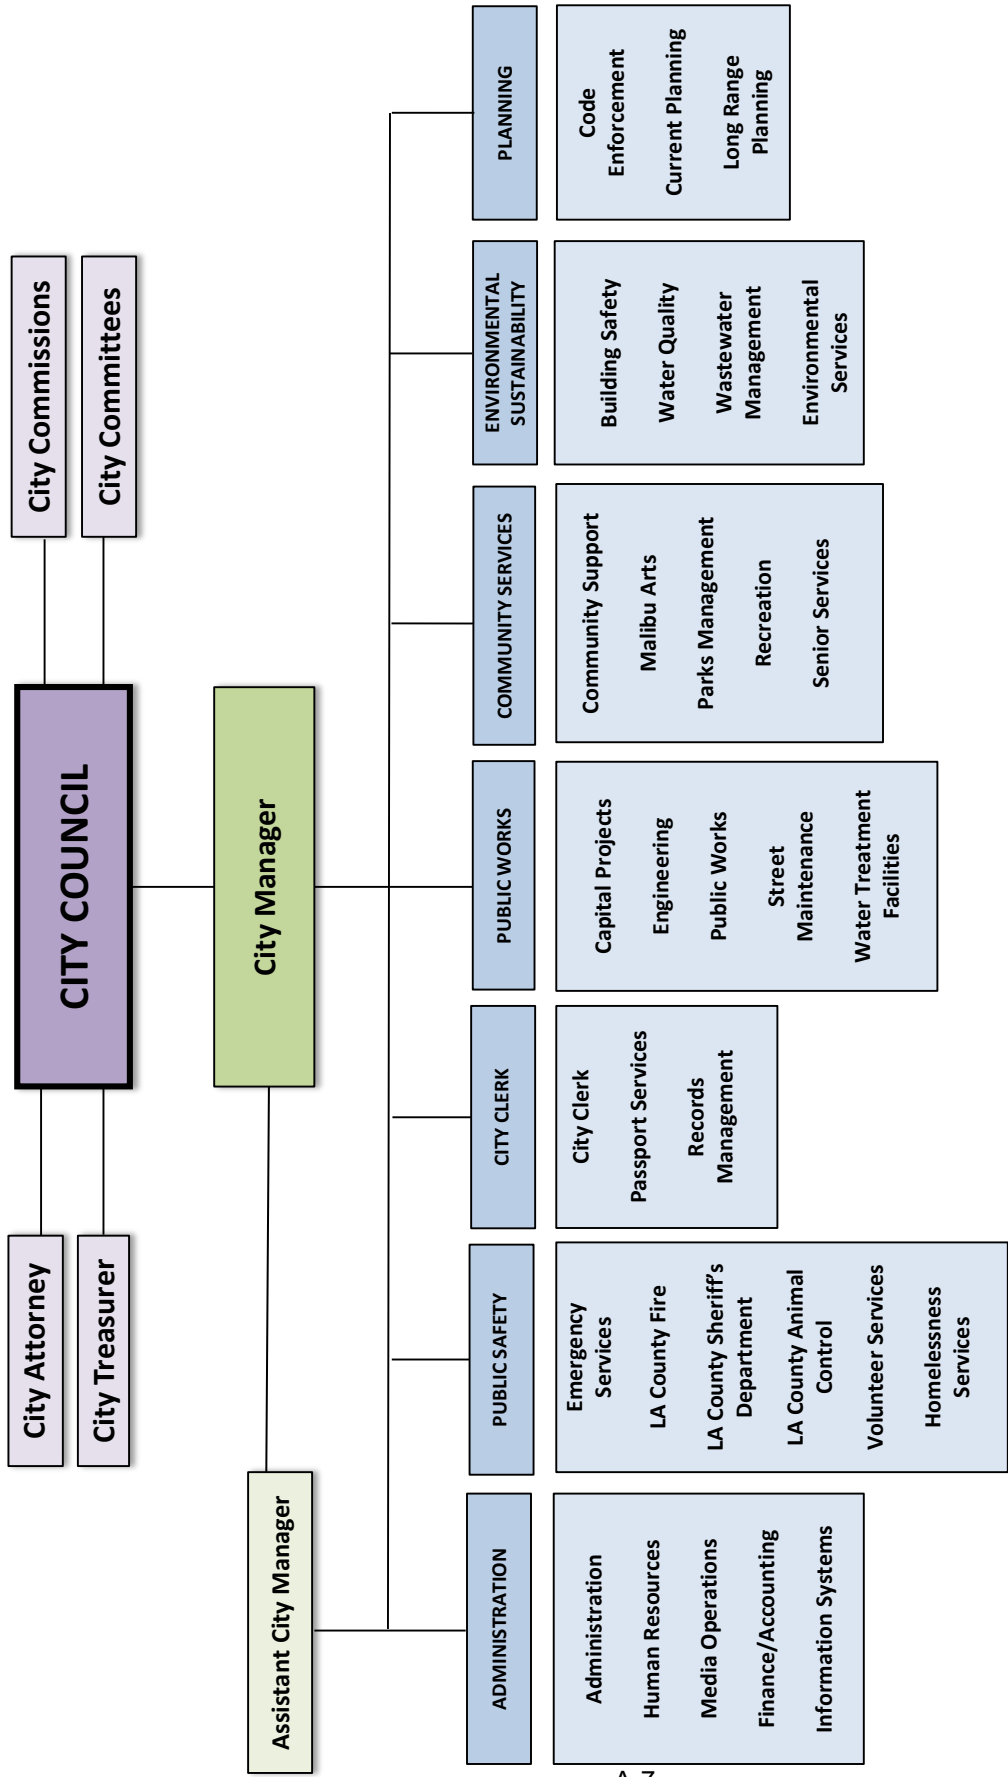 City Attorney
City Treasurer
CITY COUNCIL
City Commissions
City Committees
City Manager
Assistant City Manager
ADMINISTRATION
Administration
Human Resources
Media Operations
Finance/Accounting
Information Systems
PUBLIC SAFETY
Emergency
Services
LA County Fire
LA County Sheriff's
Department
LA County Animal
Control
Volunteer Services
Homelessness
Services
CITY CLERK
City Clerk
Passport Services
Records
Management
PUBLIC WORKS
Capital Projects
Engineering
Public Works
Street
Maintenance
Water Treatment
Facilities
COMMUNITY SERVICES
Community Support
Malibu Arts
Parks Management
Recreation
Senior Services
ENVIRONMENTAL
SUSTAINABILITY
Building Safety
Water Quality
Wastewater
Management
Environmental
Services
PLANNING
Code
Enforcement
Current Planning
Long Range
Planning